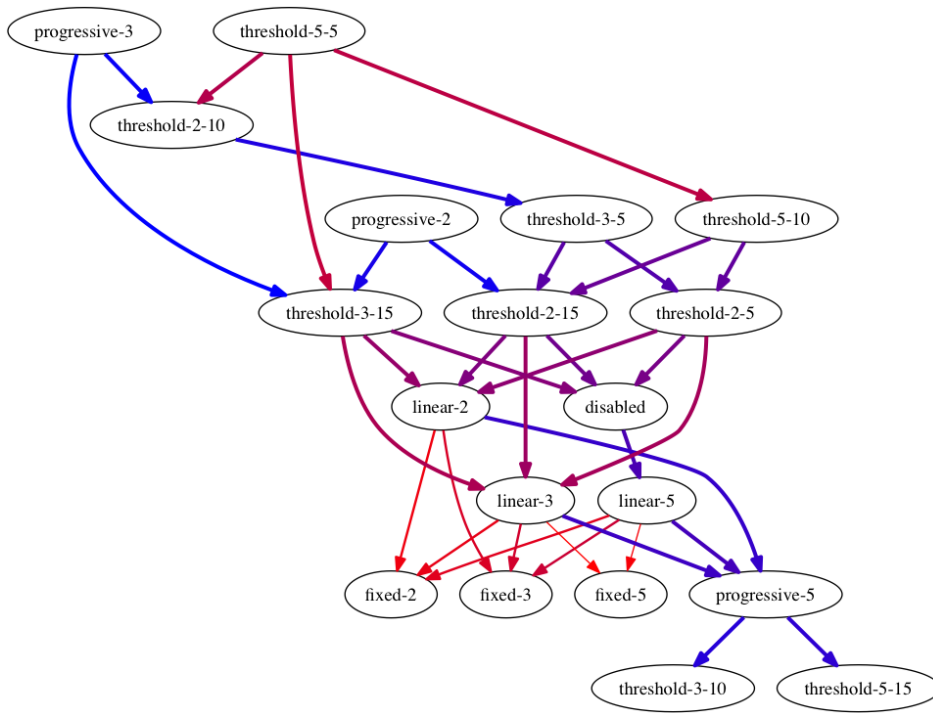 progressive-3
threshold-5-5
threshold-2-10
progressive-2
threshold-3-5
threshold-5-10
threshold-3-15
threshold-2-15
threshold-2-5
linear-2
disabled
linear-3
linear-5
fixed-2
fixed-3
fixed-5
progressive-5
threshold-3-10
threshold-5-15